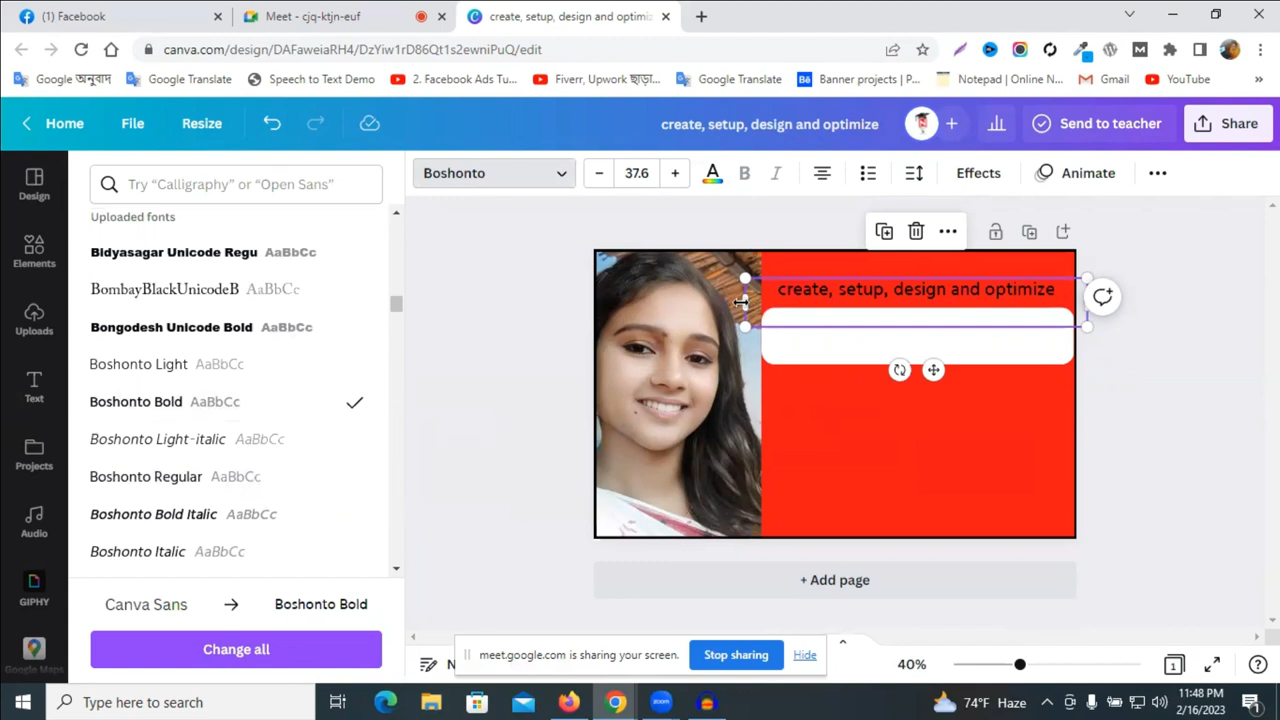 (3) Facebook
Meet - cjq-ktjn-euf
create, setup, design and optimiz
canva.com/design/DAFaweiaRH4/DzYiw1rD86Qt1s2ewniPuQ/edit
Google অনুবাদ
Google Translate
Speech to Text Demo
2. Facebook Ads Tu...
Fiverr, Upwork ছাড়া...
Google Translate
Banner projects | P...
Notepad | Online N...
Gmail
YouTube
Home
File
Resize
create, setup, design and optimize
Send to teacher
Share
Design
Elements
Uploads
Text
Projects
Audio
GIPHY
Google Maps
Try “Calligraphy” or “Open Sans”
Uploaded fonts
Bidyasagar Unicode Regu AaBbCc
BombayBlackUnicodeB AaBbCc
Bongodesh Unicode Bold AaBbCc
Boshonto Light AaBbCc
Boshonto Bold AaBbCc
Boshonto Light-italic AaBbCc
Boshonto Regular AaBbCc
Boshonto Bold Italic AaBbCc
Boshonto Italic AaBbCc
Canva Sans → Boshonto Bold
Change all
Boshonto
37.6
A
B
I
Effects
Animate
create, setup, design and optimize
+ Add page
meet.google.com is sharing your screen.
Stop sharing
Hide
40%
1
Type here to search
74°F Haze
11:48 PM
2/16/2023